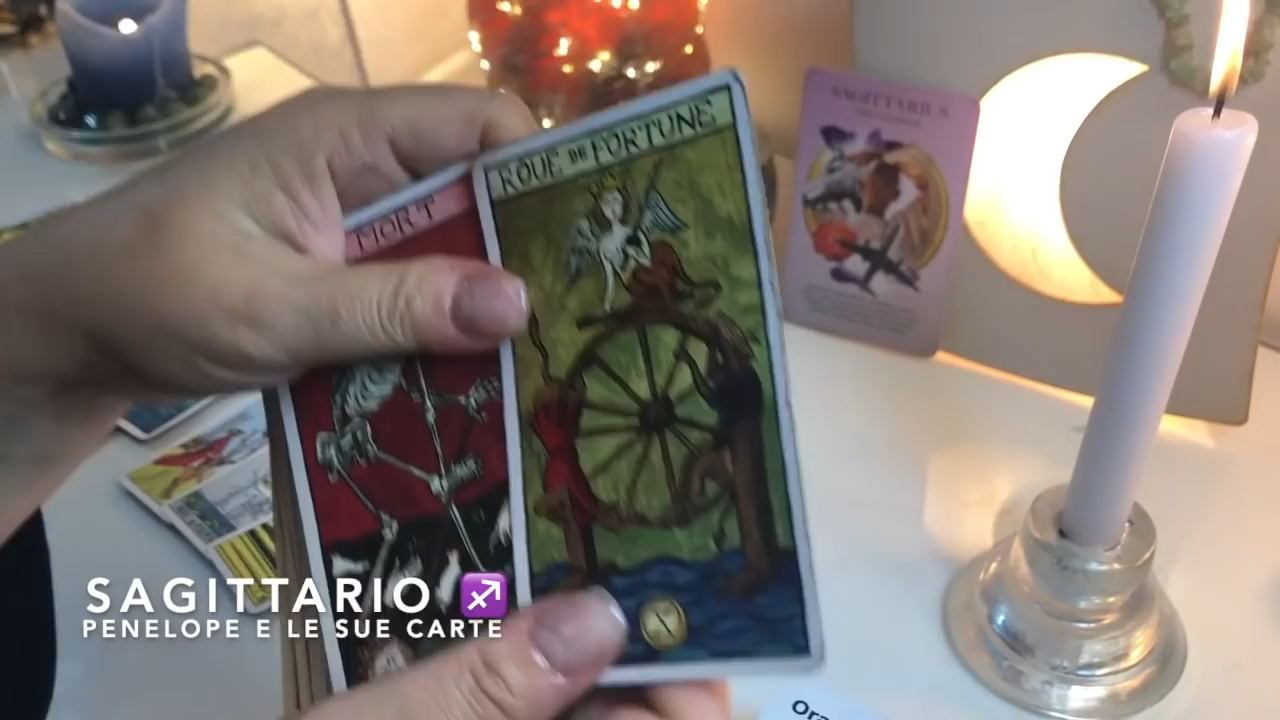 ROUE DE FORTUNE
SAGITTARIUS
MORT
X
SAGITTARIO ♐
PENELOPE E LE SUE CARTE